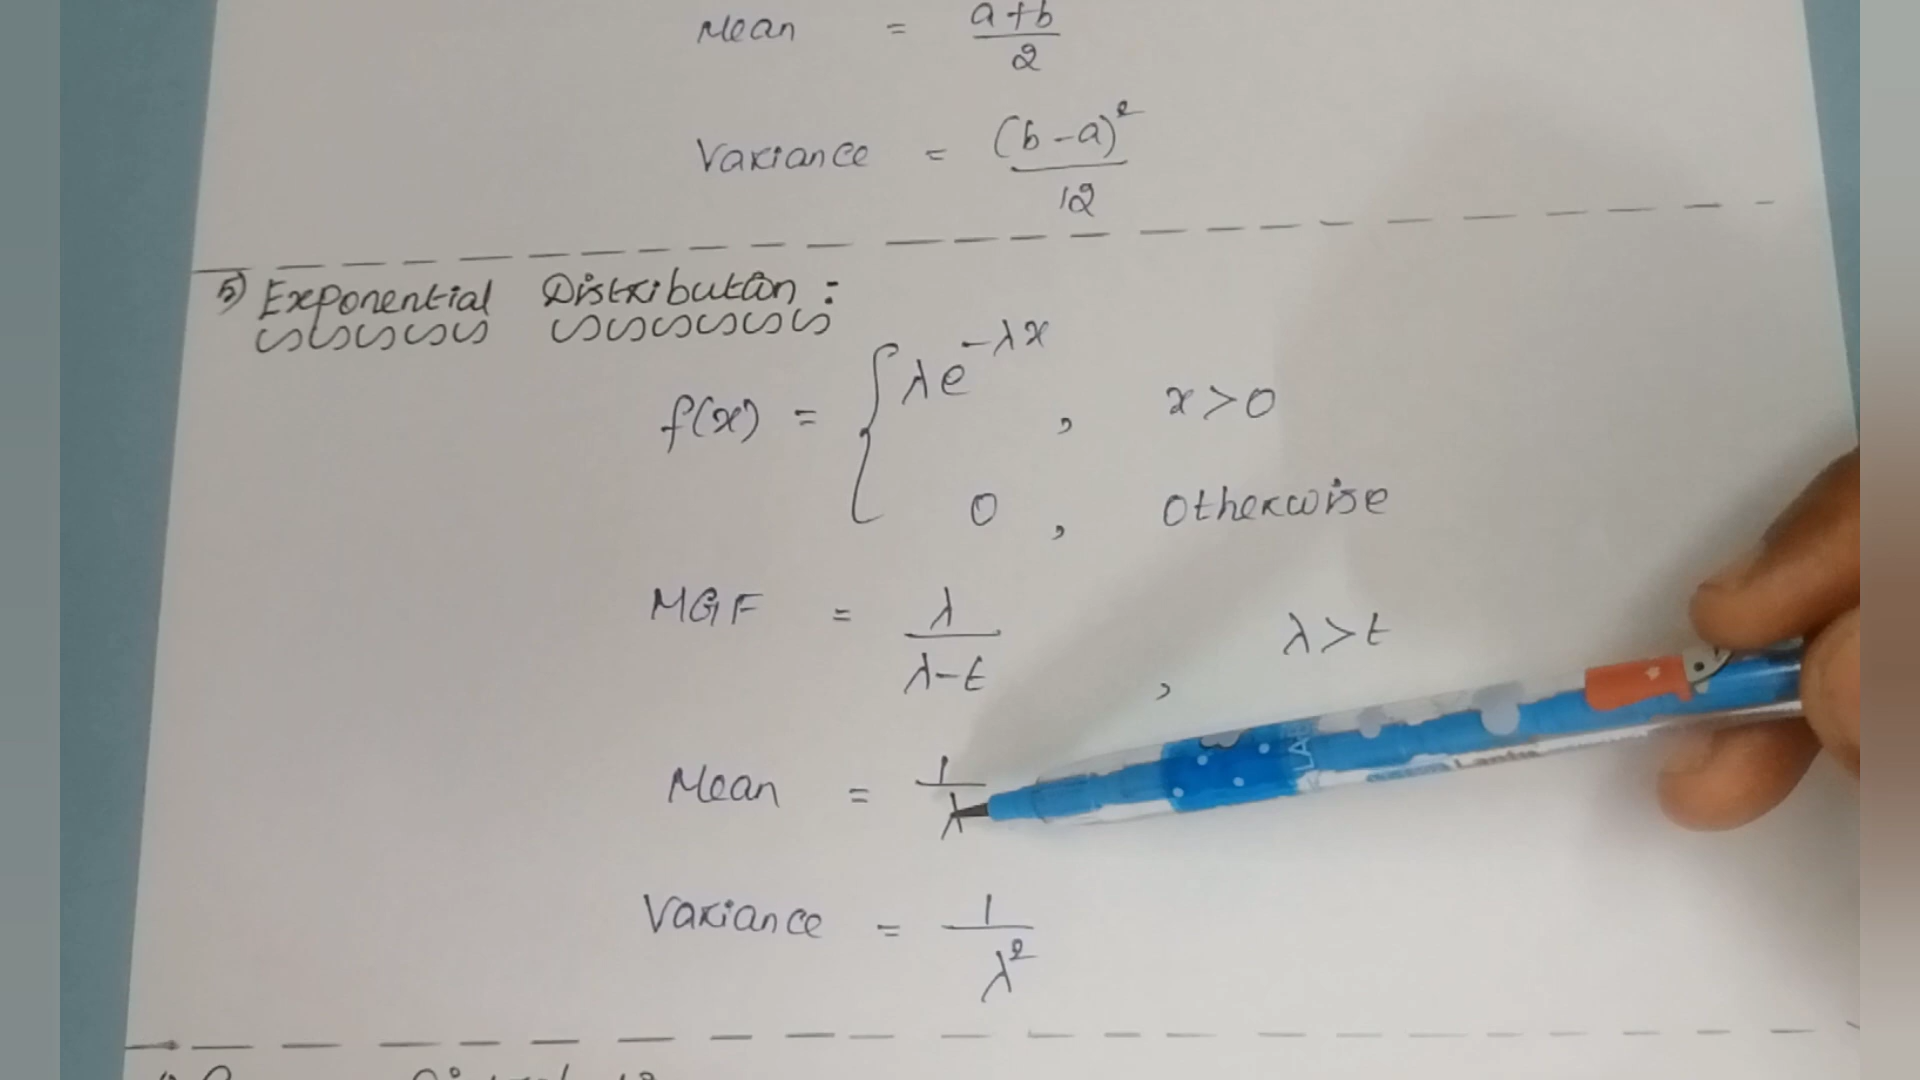 Mean = a+b / 2
Variance = (b-a)² / 12
5) Exponential Distribution :
f(x) = { λe^-λx , x>0
0 , otherwise
MGF = λ / λ-t , λ>t
Mean = 1 / λ
Variance = 1 / λ²